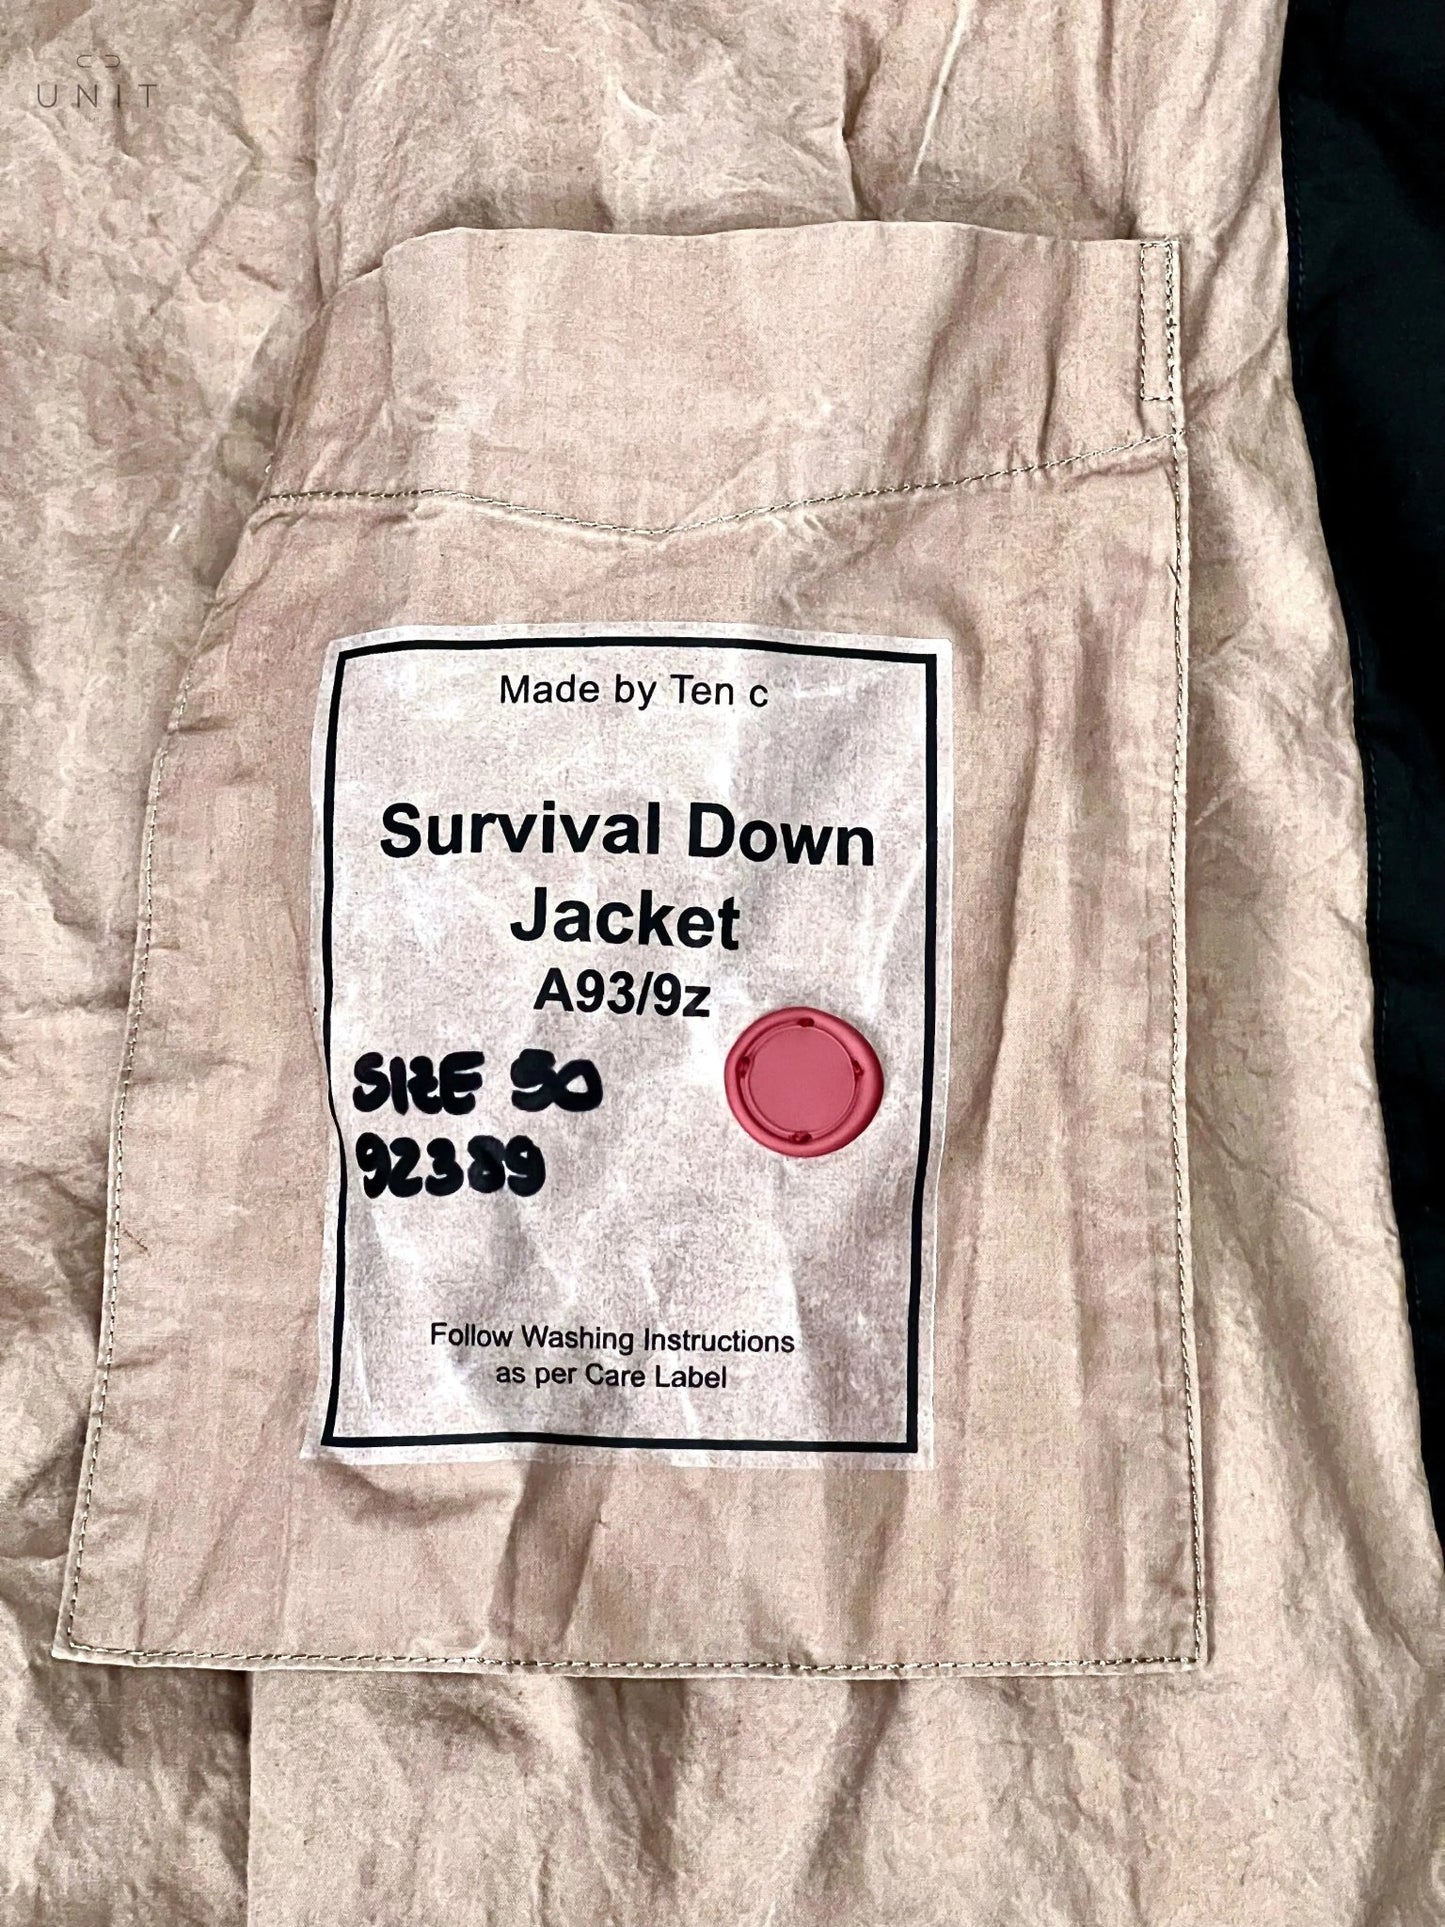 UNIT
Made by Ten c
Survival Down
Jacket
A93/9z
SIZE 50
92389
Follow Washing Instructions
as per Care Label